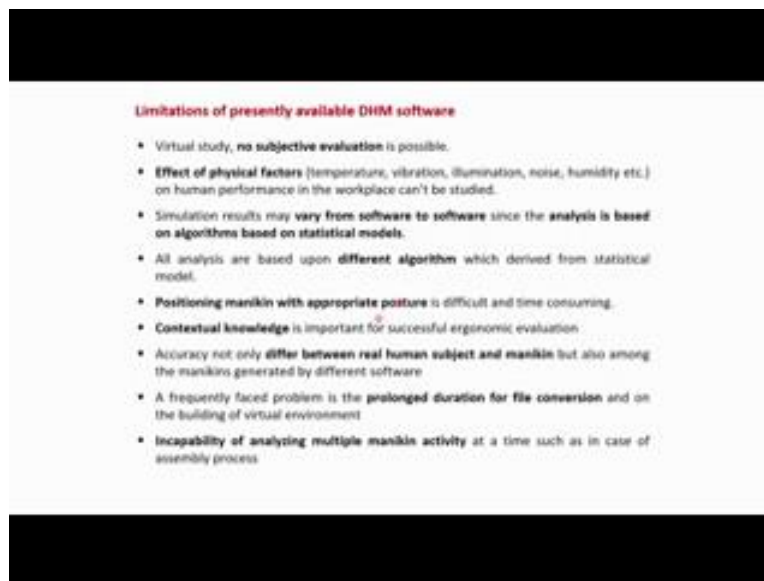 Limitations of presently available DHM software
• Virtual study, no subjective evaluation is possible.
• Effect of physical factors (temperature, vibration, illumination, noise, humidity etc.)
on human performance in the workplace can't be studied.
• Simulation results may vary from software to software since the analysis is based
on algorithms based on statistical models.
• All analysis are based upon different algorithm which derived from statistical
model.
• Positioning manikin with appropriate posture is difficult and time consuming.
• Contextual knowledge is important for successful ergonomic evaluation
• Accuracy not only differ between real human subject and manikin but also among
the manikins generated by different software
• A frequently faced problem is the prolonged duration for file conversion and on
the building of virtual environment
• Incapability of analyzing multiple manikin activity at a time such as in case of
assembly process